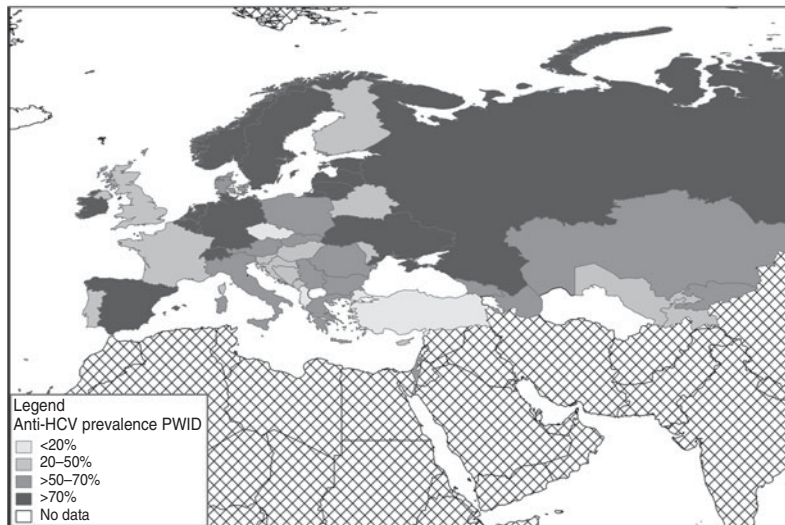 Legend
Anti-HCV prevalence PWID
<20%
20–50%
>50–70%
>70%
No data